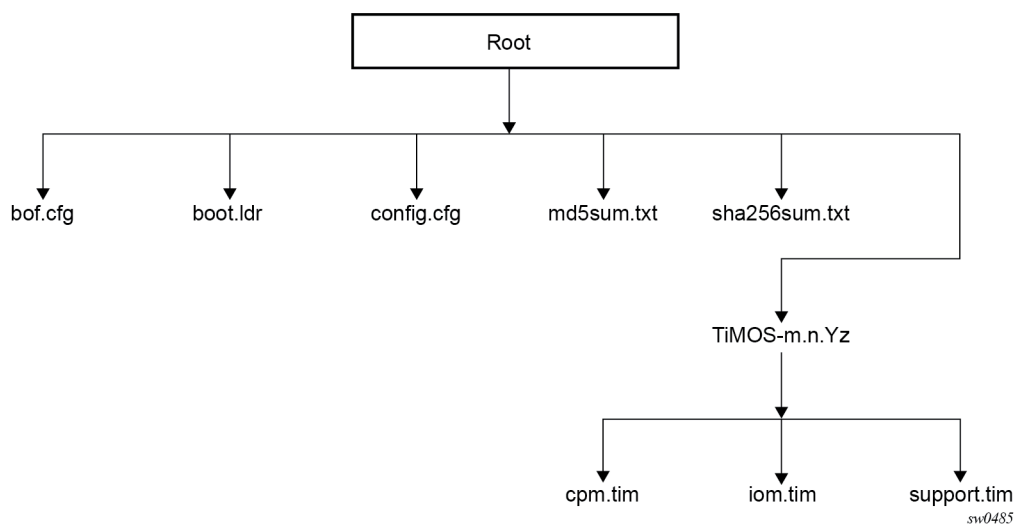 Root
bof.cfg
boot.ldr
config.cfg
md5sum.txt
sha256sum.txt
TiMOS-m.n.Yz
cpm.tim
iom.tim
support.tim
sw0485